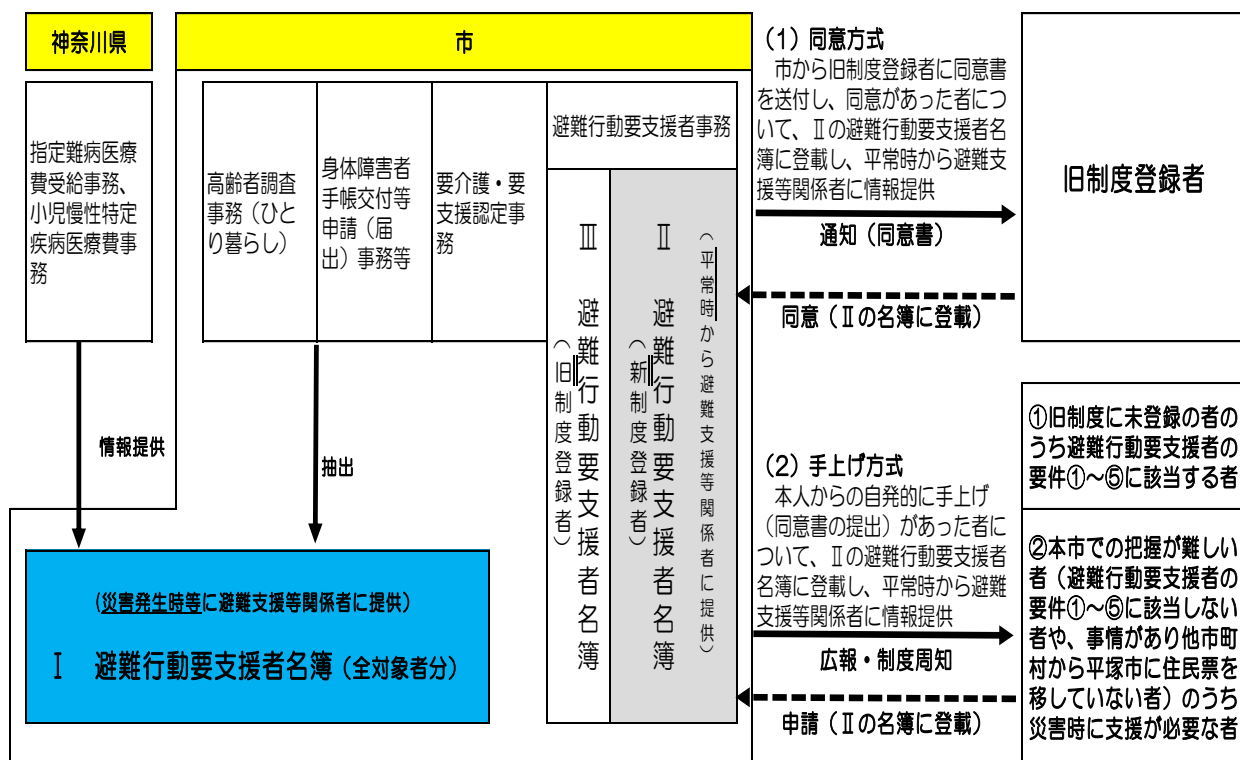 神奈川県
市
指定難病医療
費受給事務、
小児慢性特定
疾病医療費事
務
高齢者調査
事務（ひと
り暮らし）
身体障害者
手帳交付等
申請（届
出）事務等
要介護・要
支援認定事
務
避難行動要支援者事務
Ⅲ　避難行動要支援者名簿
（旧制度登録者）
Ⅱ　避難行動要支援者名簿
（新制度登録者）
（平常時から避難支援等関係者に提供）
情報提供
抽出
(災害発生時等に避難支援等関係者に提供）
Ⅰ　避難行動要支援者名簿（全対象者分）
（1）同意方式
市から旧制度登録者に同意書
を送付し、同意があった者につ
いて、Ⅱの避難行動要支援者名
簿に登載し、平常時から避難支
援等関係者に情報提供
通知（同意書）
同意（Ⅱの名簿に登載）
旧制度登録者
（2）手上げ方式
本人からの自発的に手上げ
（同意書の提出）があった者に
ついて、Ⅱの避難行動要支援者
名簿に登載し、平常時から避難
支援等関係者に情報提供
広報・制度周知
申請（Ⅱの名簿に登載）
①旧制度に未登録の者の
うち避難行動要支援者の
要件①～⑤に該当する者
②本市での把握が難しい
者（避難行動要支援者の
要件①～⑤に該当しない
者や、事情があり他市町
村から平塚市に住民票を
移していない者）のうち
災害時に支援が必要な者